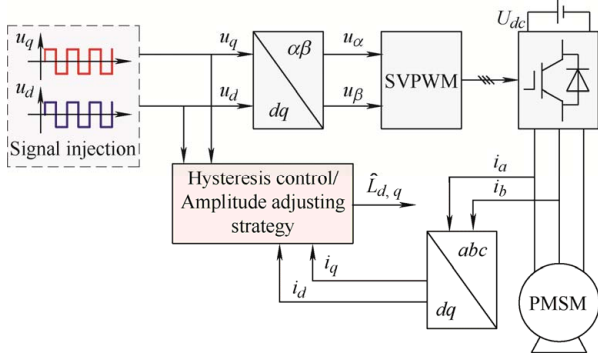 u_q
u_d
Signal injection
u_q
u_d
αβ
dq
u_α
u_β
SVPWM
U_dc
Hysteresis control/
Amplitude adjusting
strategy
L̂_d, q
i_a
i_b
abc
dq
i_q
i_d
PMSM